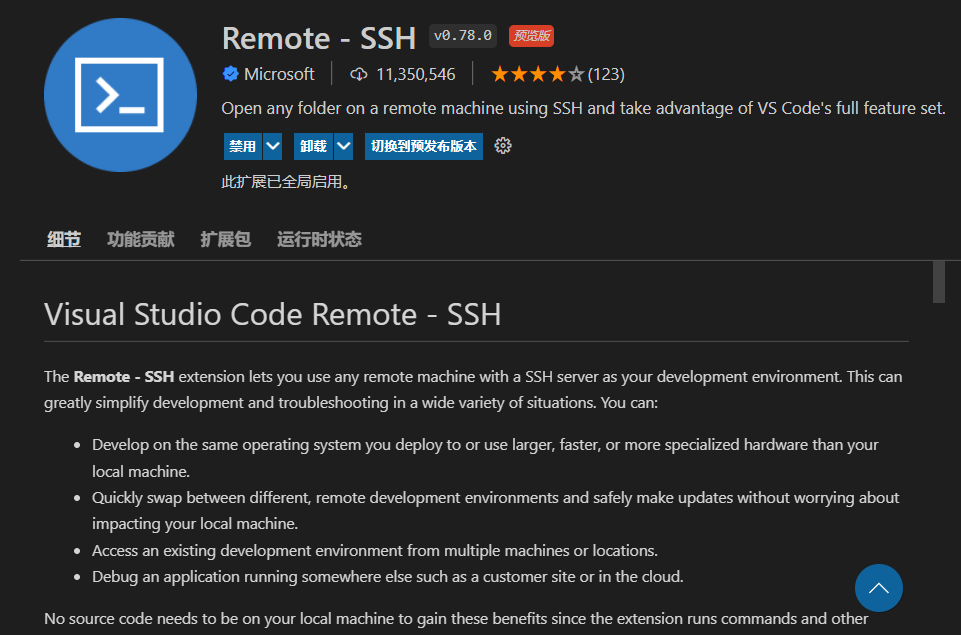 Remote - SSH v0.78.0 预览版
Microsoft 11,350,546 (123)
Open any folder on a remote machine using SSH and take advantage of VS Code's full feature set.
禁用 卸载 切换到预发布版本
此扩展已全局启用。
细节 功能贡献 扩展包 运行时状态
Visual Studio Code Remote - SSH
The Remote - SSH extension lets you use any remote machine with a SSH server as your development environment. This can
greatly simplify development and troubleshooting in a wide variety of situations. You can:
• Develop on the same operating system you deploy to or use larger, faster, or more specialized hardware than your
local machine.
• Quickly swap between different, remote development environments and safely make updates without worrying about
impacting your local machine.
• Access an existing development environment from multiple machines or locations.
• Debug an application running somewhere else such as a customer site or in the cloud.
No source code needs to be on your local machine to gain these benefits since the extension runs commands and other